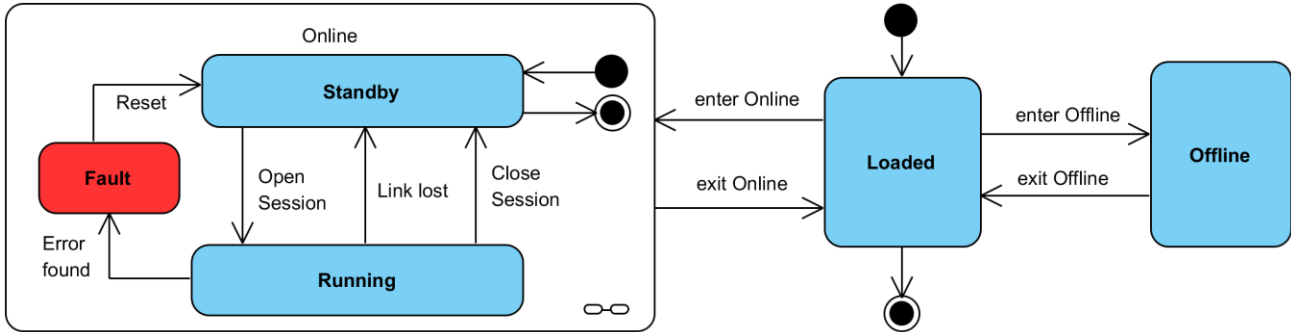 Online
Standby
Reset
Fault
Open
Session
Link lost
Close
Session
Error
found
Running
enter Online
exit Online
Loaded
enter Offline
exit Offline
Offline